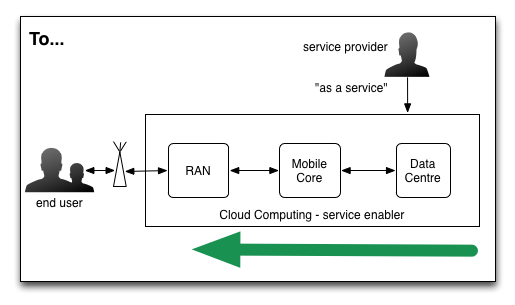 To...
service provider
"as a service"
RAN
Mobile
Core
Data
Centre
end user
Cloud Computing - service enabler